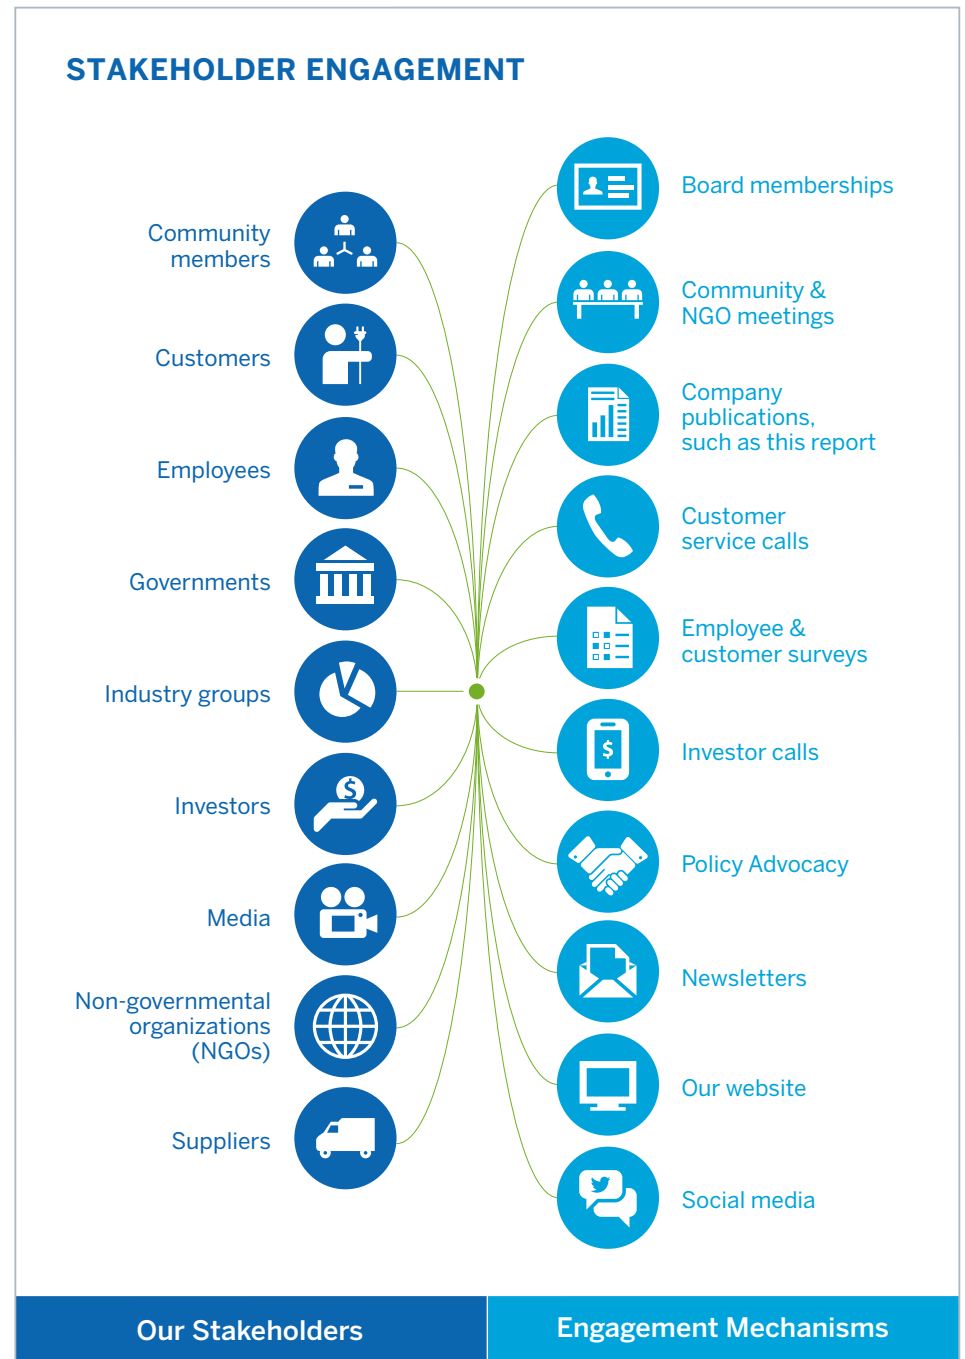 STAKEHOLDER ENGAGEMENT
Community
members
Customers
Employees
Governments
Industry groups
Investors
Media
Non-governmental
organizations
(NGOs)
Suppliers
Board memberships
Community &
NGO meetings
Company
publications,
such as this report
Customer
service calls
Employee &
customer surveys
Investor calls
Policy Advocacy
Newsletters
Our website
Social media
Our Stakeholders
Engagement Mechanisms
$
$